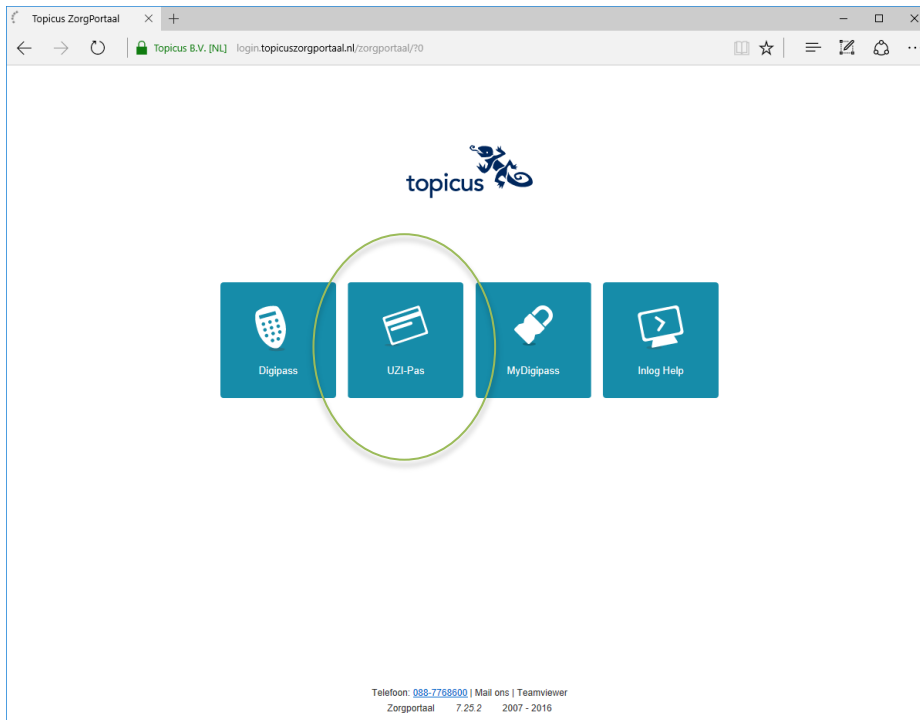 Topicus ZorgPortaal
Topicus B.V. [NL] login.topicuszorgportaal.nl/zorgportaal/?0
topicus
Digipass UZI-Pas MyDigipass Inlog Help
Telefoon: 088-7768600 | Mail ons | Teamviewer
Zorgportaal 7.25.2 2007 - 2016